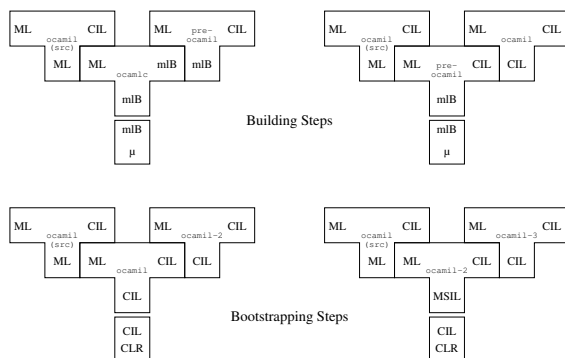 ML CIL ML pre- CIL
ocamil ocamil
(src)
ML ML mlB mlB
ocamlc
mlB
mlB
µ
ML CIL ML ocamil CIL
ocamil
(src)
ML ML pre- CIL CIL
ocamil
mlB
mlB
µ
Building Steps
ML CIL ML CIL
ocamil ocamil-2
(src)
ML ML CIL CIL
ocamil
CIL
CIL
CLR
ML CIL ML CIL
ocamil ocamil-3
(src)
ML ML CIL CIL
ocamil-2
MSIL
CIL
CLR
Bootstrapping Steps